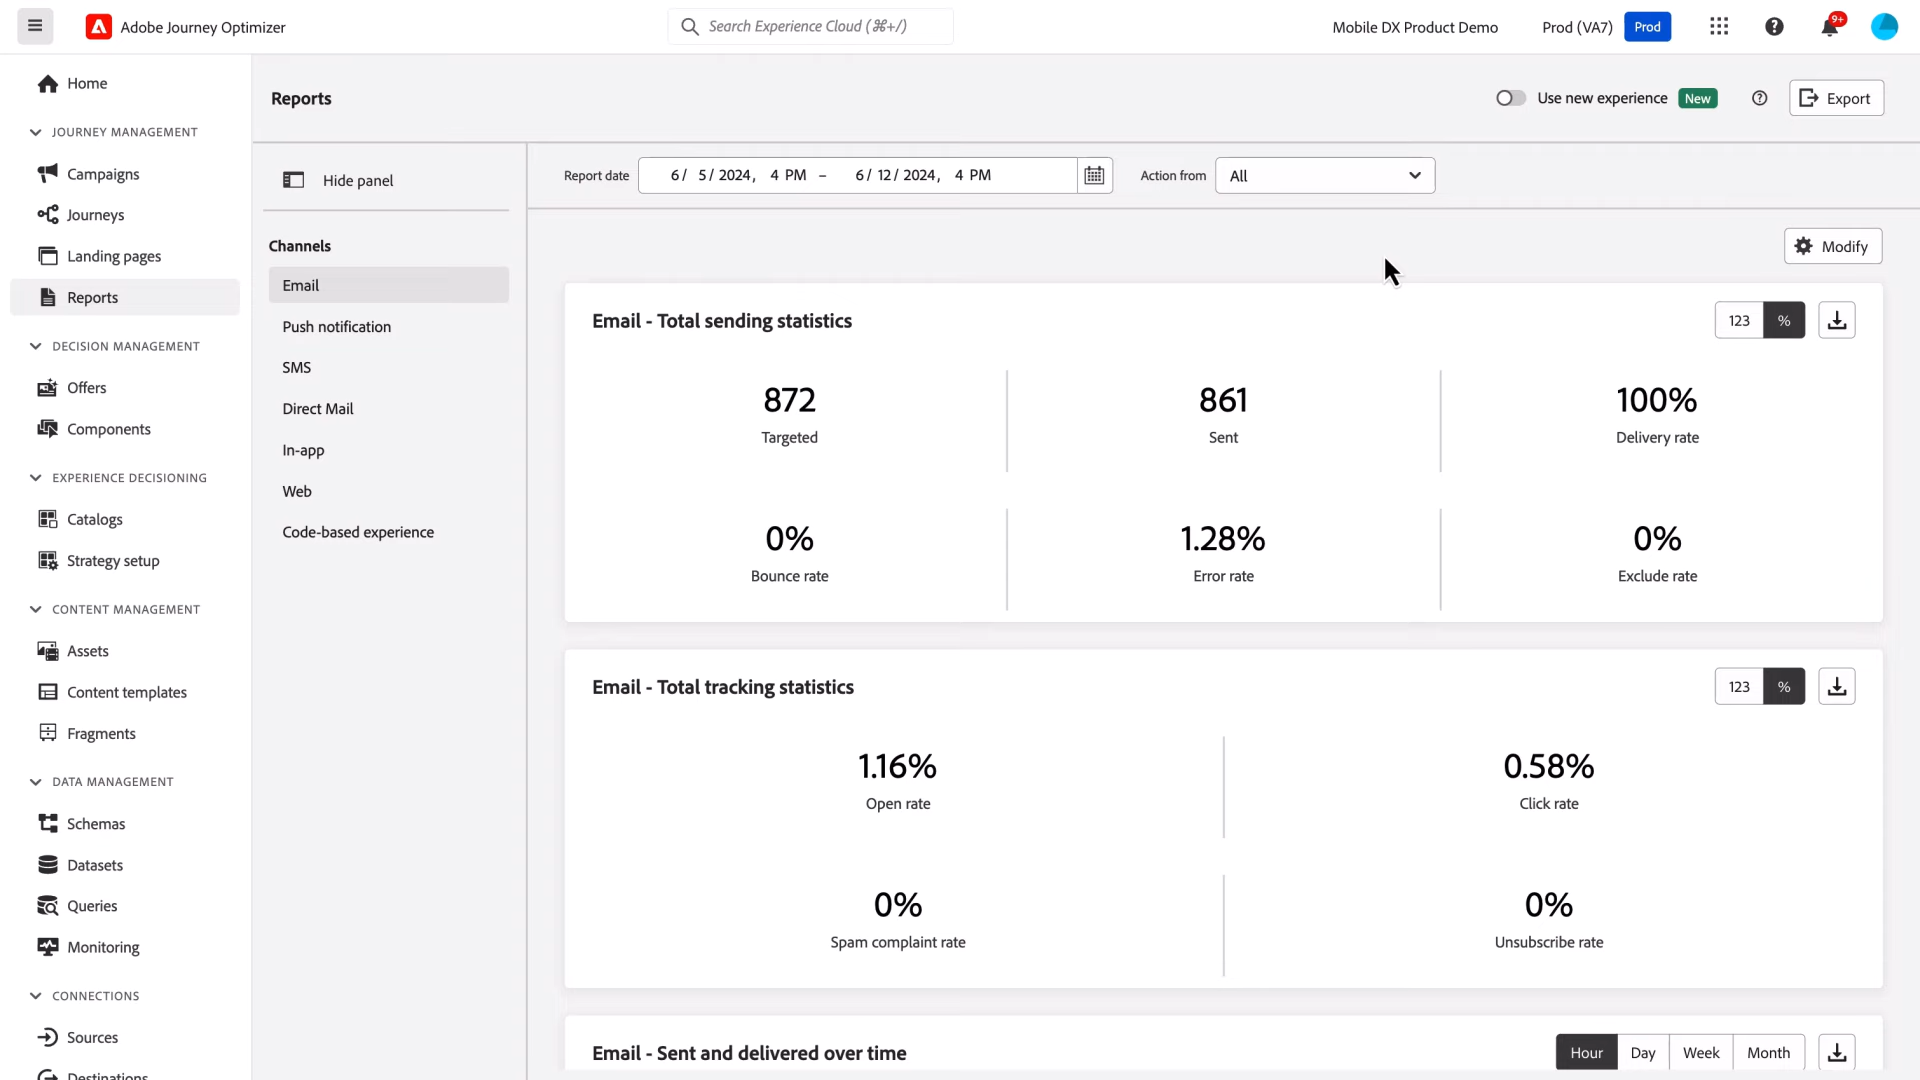 Adobe Journey Optimizer
Search Experience Cloud (⌘+/)
Mobile DX Product Demo
Prod (VA7)
Prod
9+
Home
JOURNEY MANAGEMENT
Campaigns
Journeys
Landing pages
Reports
DECISION MANAGEMENT
Offers
Components
EXPERIENCE DECISIONING
Catalogs
Strategy setup
CONTENT MANAGEMENT
Assets
Content templates
Fragments
DATA MANAGEMENT
Schemas
Datasets
Queries
Monitoring
CONNECTIONS
Sources
Destinations
Reports
Use new experience
New
Export
Hide panel
Channels
Email
Push notification
SMS
Direct Mail
In-app
Web
Code-based experience
Report date
6/ 5/ 2024, 4 PM – 6/ 12/ 2024, 4 PM
Action from
All
Modify
Email - Total sending statistics
123
%
872
Targeted
861
Sent
100%
Delivery rate
0%
Bounce rate
1.28%
Error rate
0%
Exclude rate
Email - Total tracking statistics
123
%
1.16%
Open rate
0.58%
Click rate
0%
Spam complaint rate
0%
Unsubscribe rate
Email - Sent and delivered over time
Hour
Day
Week
Month